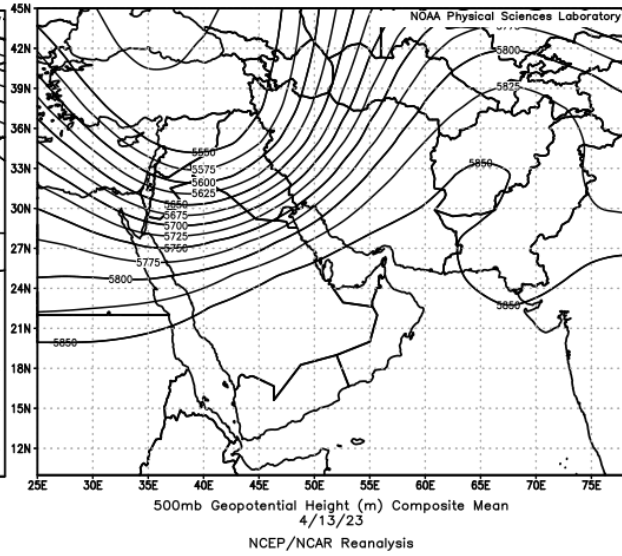 NOAA Physical Sciences Laboratory
45N
42N
39N
36N
33N
30N
27N
24N
21N
18N
15N
12N
5800
5825
5550
5575
5600
5625
5650
5675
5700
5725
5750
5775
5800
5850
5850
5850
25E 30E 35E 40E 45E 50E 55E 60E 65E 70E 75E
500mb Geopotential Height (m) Composite Mean
4/13/23
NCEP/NCAR Reanalysis